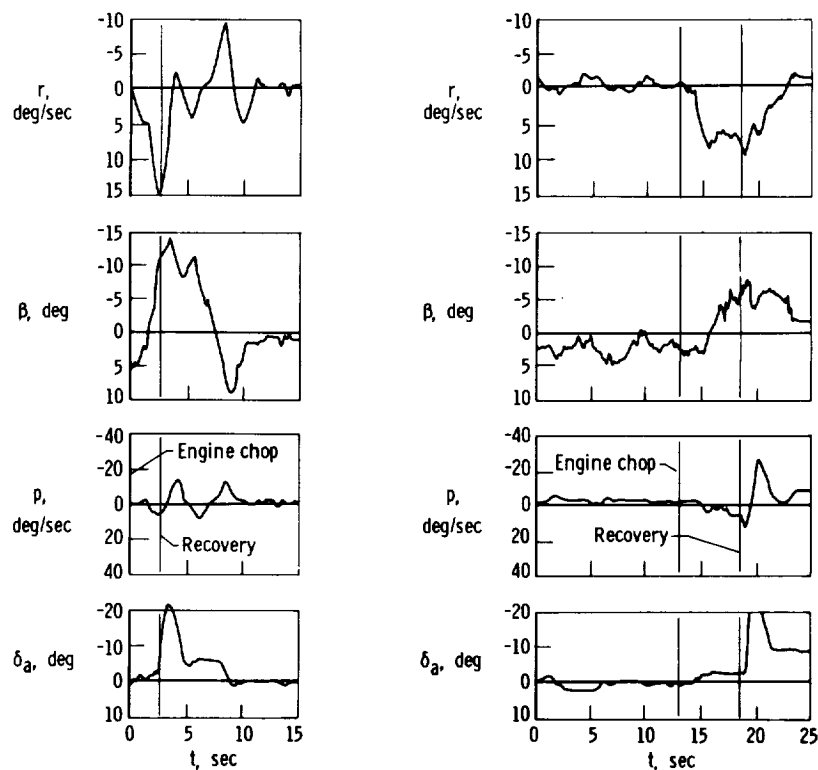 -10
-5
r,
deg/sec
0
5
10
15
-10
-5
r,
deg/sec
0
5
10
15
-15
-10
-5
β, deg
0
5
10
-15
-10
-5
β, deg
0
5
10
-40
-20
p,
deg/sec
0
20
40
Engine chop
Recovery
-40
-20
p,
deg/sec
0
20
40
Engine chop
Recovery
-20
-10
δa, deg
0
10
0 5 10 15
t, sec
-20
-10
δa, deg
0
10
0 5 10 15 20 25
t, sec